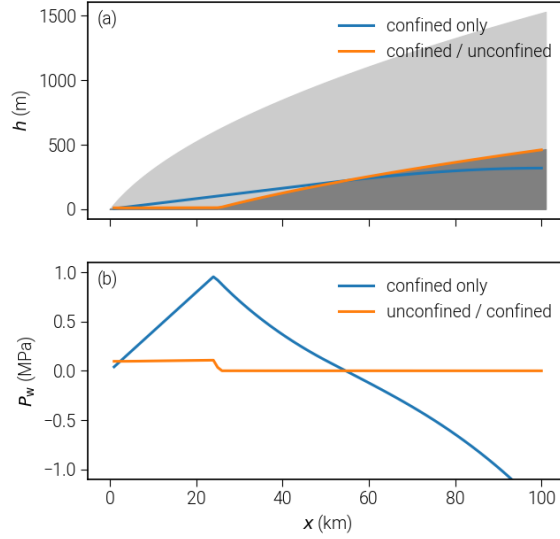 (a)
confined only
confined / unconfined
1500
1000
500
0
h (m)
(b)
confined only
unconfined / confined
1.0
0.5
0.0
−0.5
−1.0
P_w (MPa)
0 20 40 60 80 100
x (km)